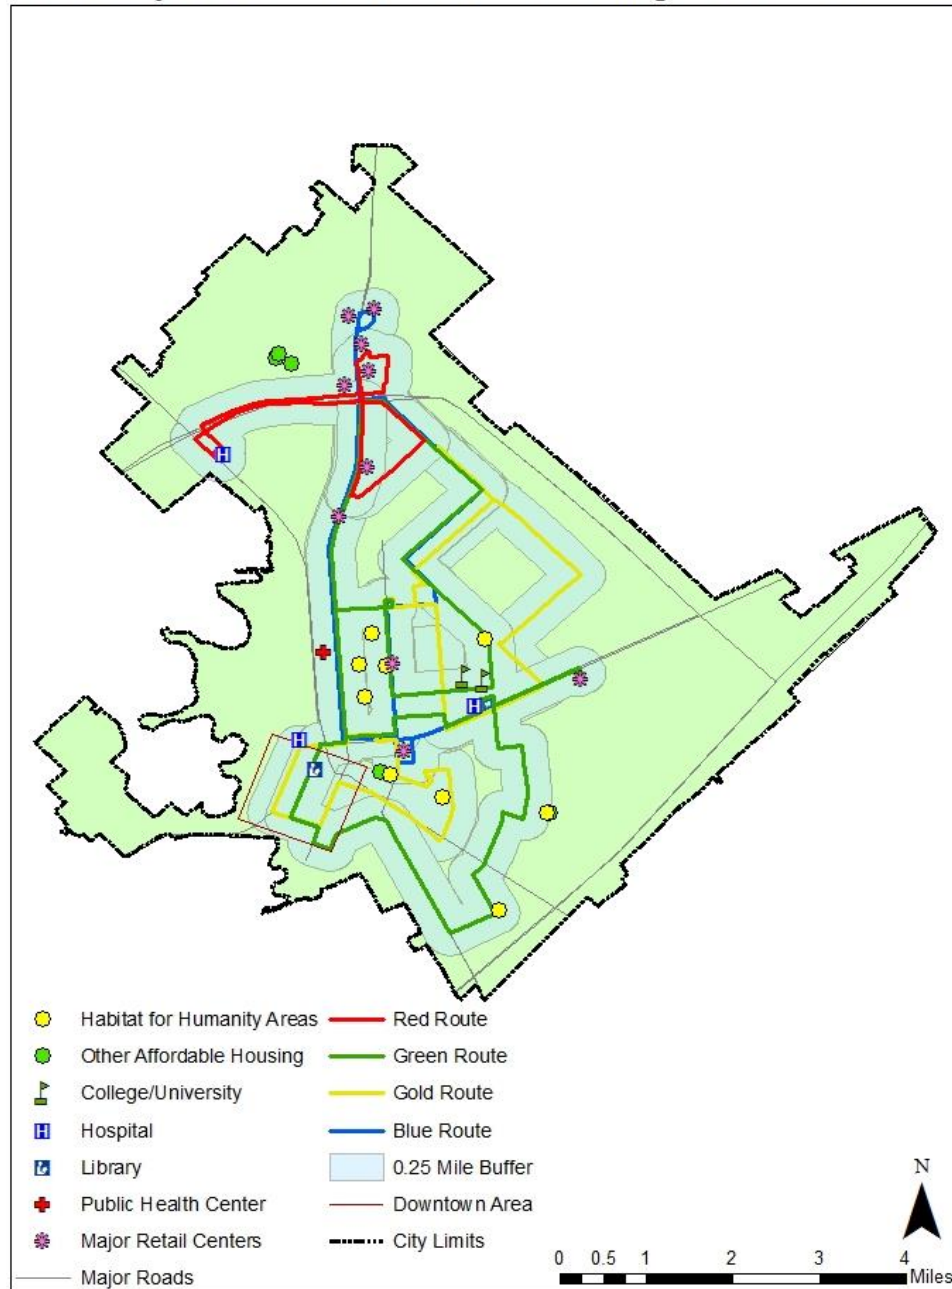 Habitat for Humanity Areas
Other Affordable Housing
College/University
Hospital
Library
Public Health Center
Major Retail Centers
Major Roads
Red Route
Green Route
Gold Route
Blue Route
0.25 Mile Buffer
Downtown Area
City Limits
N
0 0.5 1 2 3 4
Miles